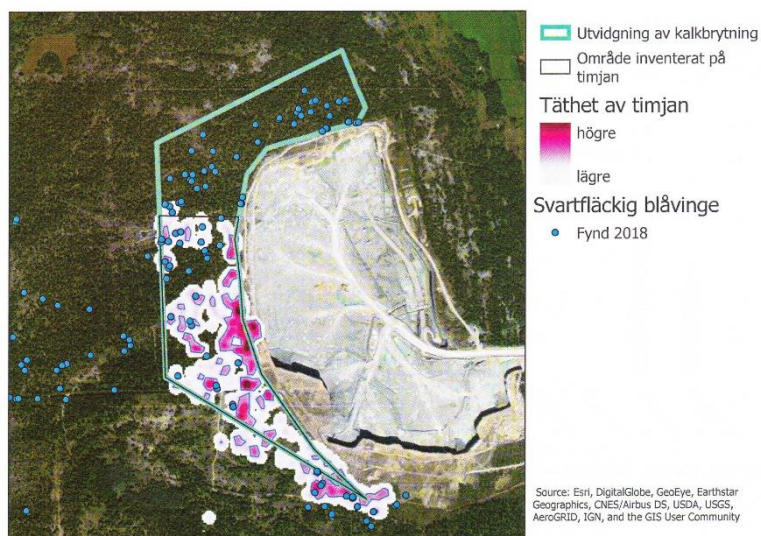 Utvidgning av kalkbrytning
Område inventerat på
timjan
Täthet av timjan
högre
lägre
Svartfläckig blåvinge
Fynd 2018
Source: Esri, DigitalGlobe, GeoEye, Earthstar
Geographics, CNES/Airbus DS, USDA, USGS,
AeroGRID, IGN, and the GIS User Community